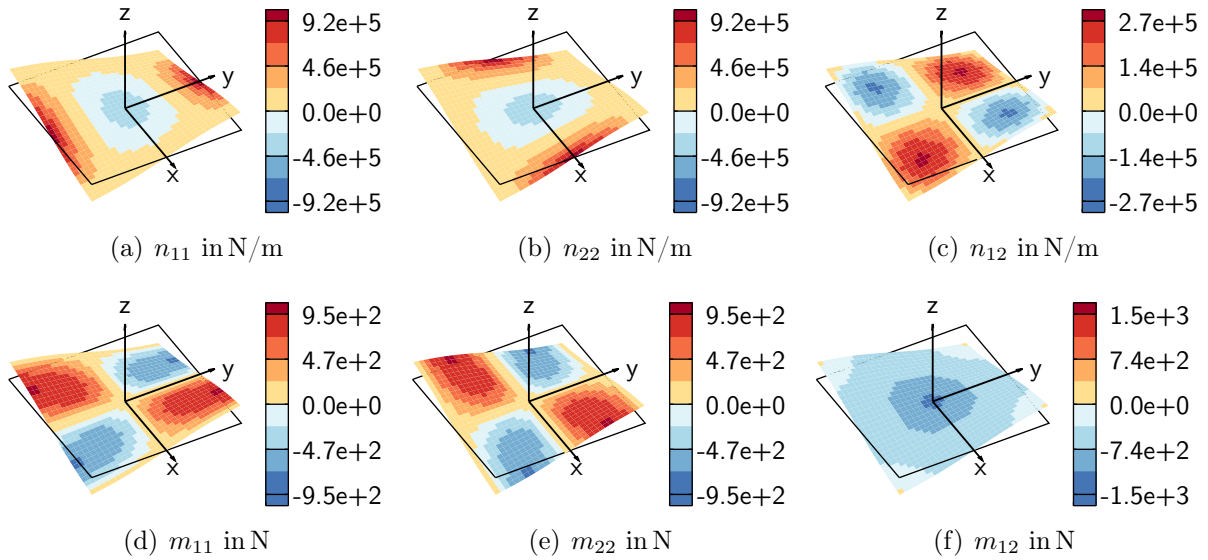 z
y
x
9.2e+5
4.6e+5
0.0e+0
-4.6e+5
-9.2e+5
(a) n₁₁ in N/m
z
y
x
9.2e+5
4.6e+5
0.0e+0
-4.6e+5
-9.2e+5
(b) n₂₂ in N/m
z
y
x
2.7e+5
1.4e+5
0.0e+0
-1.4e+5
-2.7e+5
(c) n₁₂ in N/m
z
y
x
9.5e+2
4.7e+2
0.0e+0
-4.7e+2
-9.5e+2
(d) m₁₁ in N
z
y
x
9.5e+2
4.7e+2
0.0e+0
-4.7e+2
-9.5e+2
(e) m₂₂ in N
z
y
x
1.5e+3
7.4e+2
0.0e+0
-7.4e+2
-1.5e+3
(f) m₁₂ in N